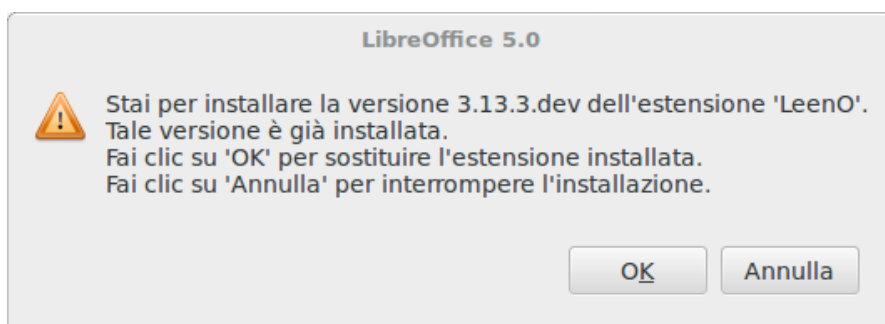 LibreOffice 5.0
Stai per installare la versione 3.13.3.dev dell'estensione 'LeenO'.
Tale versione è già installata.
Fai clic su 'OK' per sostituire l'estensione installata.
Fai clic su 'Annulla' per interrompere l'installazione.
OK Annulla